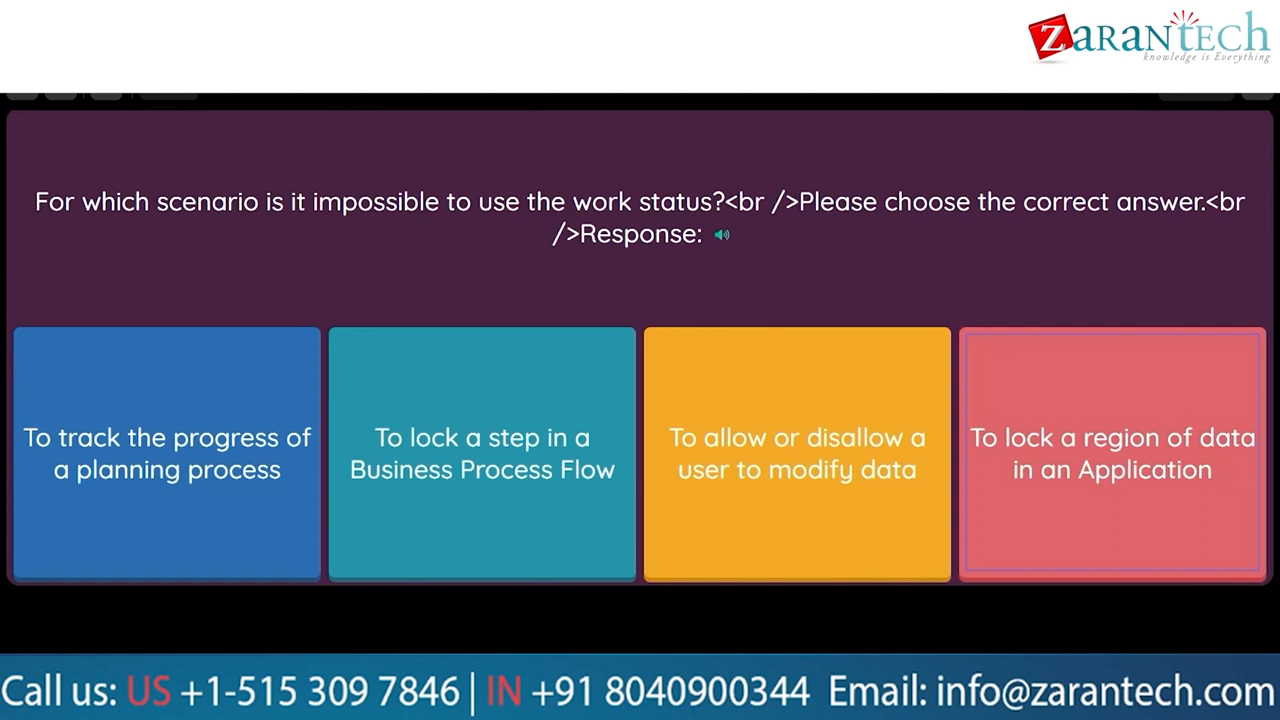 ZARANTECH
knowledge is Everything
For which scenario is it impossible to use the work status?<br />Please choose the correct answer.<br
/>Response:
To track the progress of
a planning process
To lock a step in a
Business Process Flow
To allow or disallow a
user to modify data
To lock a region of data
in an Application
Call us: US +1-515 309 7846 | IN +91 8040900344 Email: info@zarantech.com